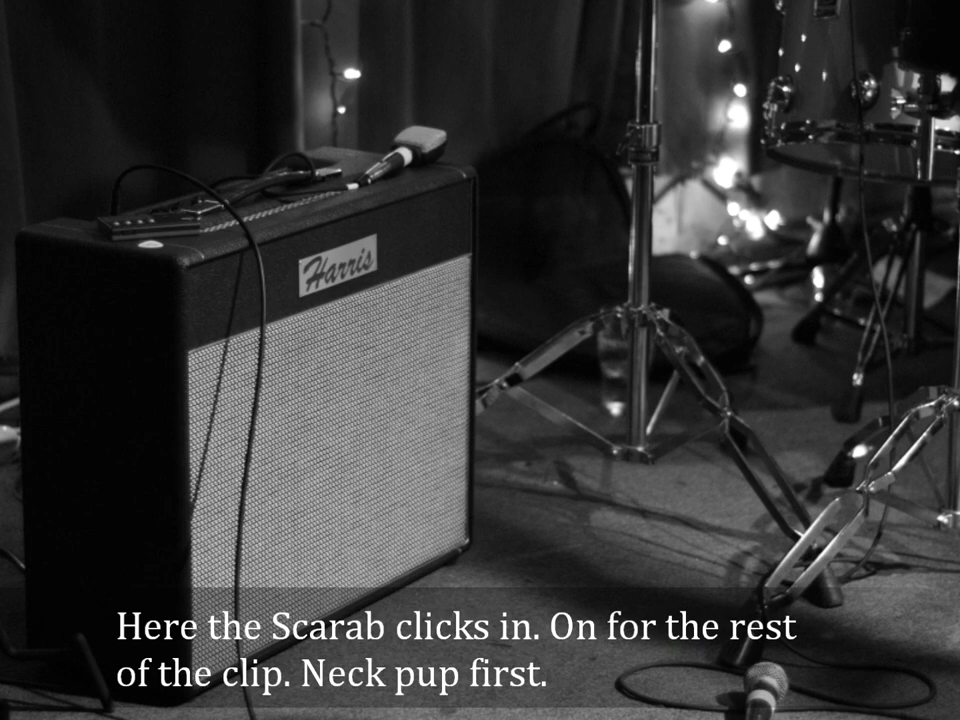 Harris
Here the Scarab clicks in. On for the rest
of the clip. Neck pup first.